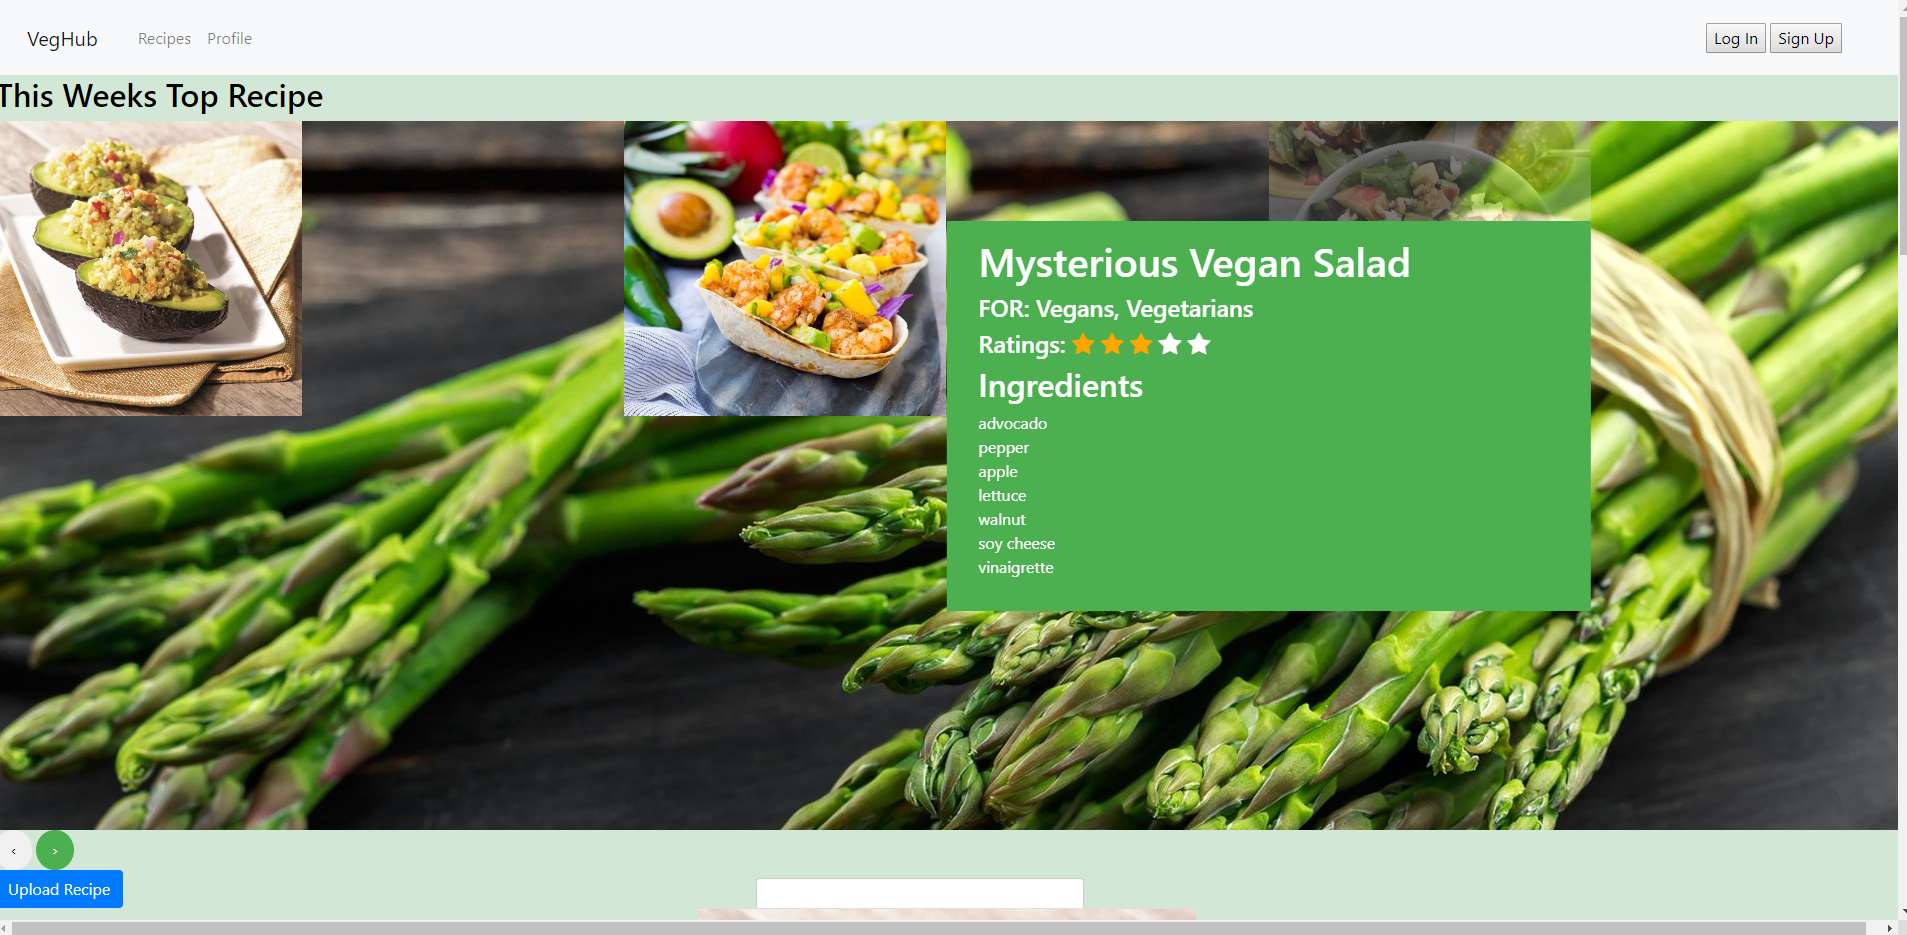 VegHub Recipes Profile Log In Sign Up
This Weeks Top Recipe
Mysterious Vegan Salad
FOR: Vegans, Vegetarians
Ratings:
Ingredients
advocado
pepper
apple
lettuce
walnut
soy cheese
vinaigrette
‹ ›
Upload Recipe